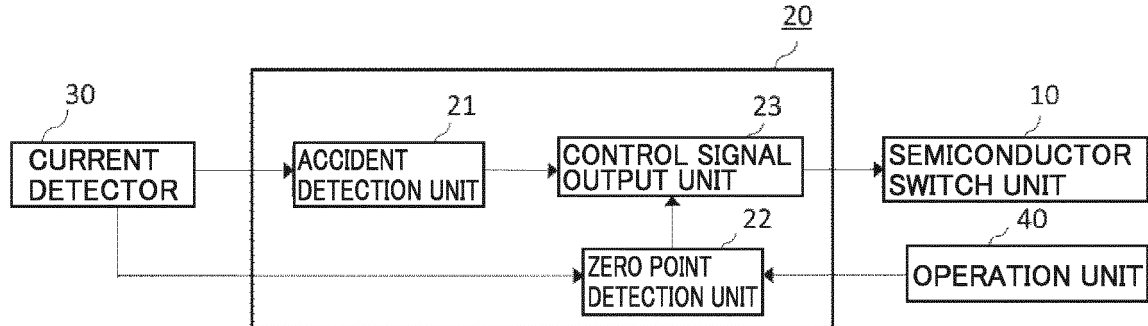 20
30
21
23
10
CURRENT
DETECTOR
ACCIDENT
DETECTION UNIT
CONTROL SIGNAL
OUTPUT UNIT
SEMICONDUCTOR
SWITCH UNIT
22
40
ZERO POINT
DETECTION UNIT
OPERATION UNIT